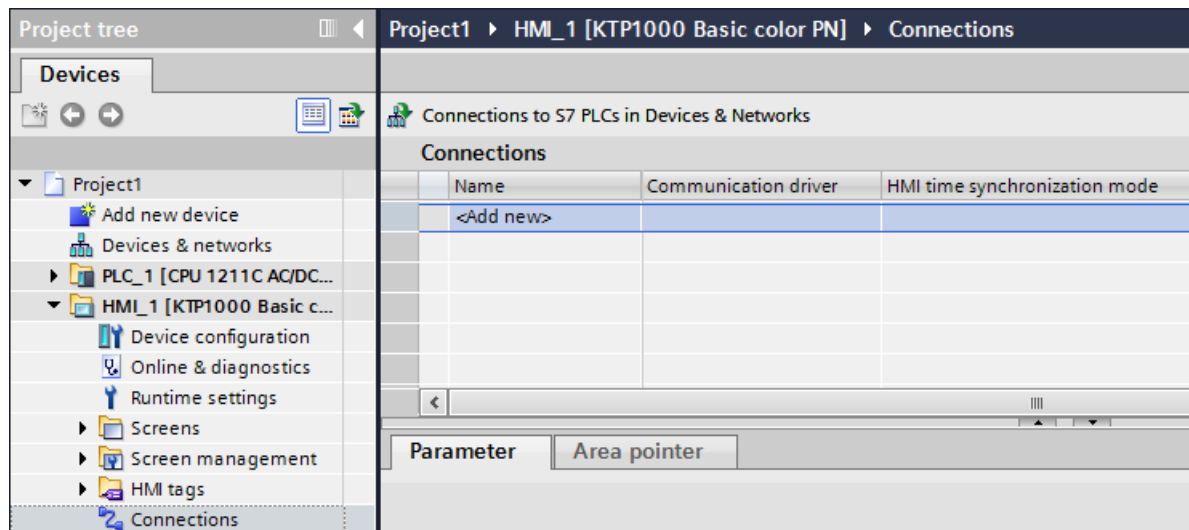 Project tree
Devices
Project1
Add new device
Devices & networks
PLC_1 [CPU 1211C AC/DC...
HMI_1 [KTP1000 Basic c...
Device configuration
Online & diagnostics
Runtime settings
Screens
Screen management
HMI tags
Connections
Project1 HMI_1 [KTP1000 Basic color PN] Connections
Connections to S7 PLCs in Devices & Networks
Connections
Name Communication driver HMI time synchronization mode
<Add new>
Parameter Area pointer